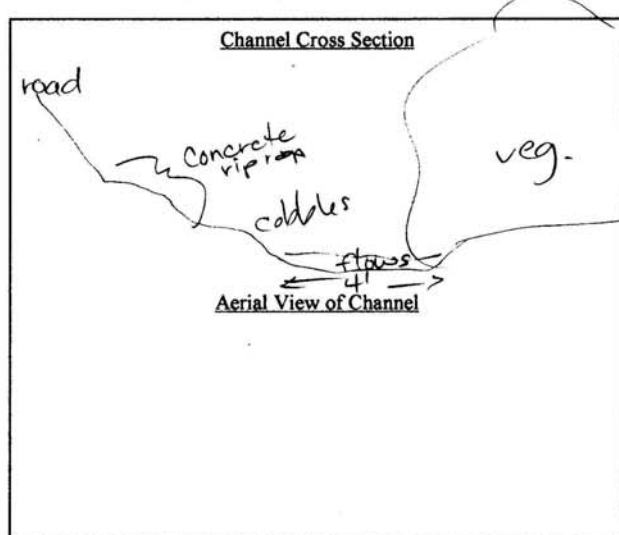 Channel Cross Section
road
Concrete
rip rap
veg.
cobbles
flows
4'
Aerial View of Channel